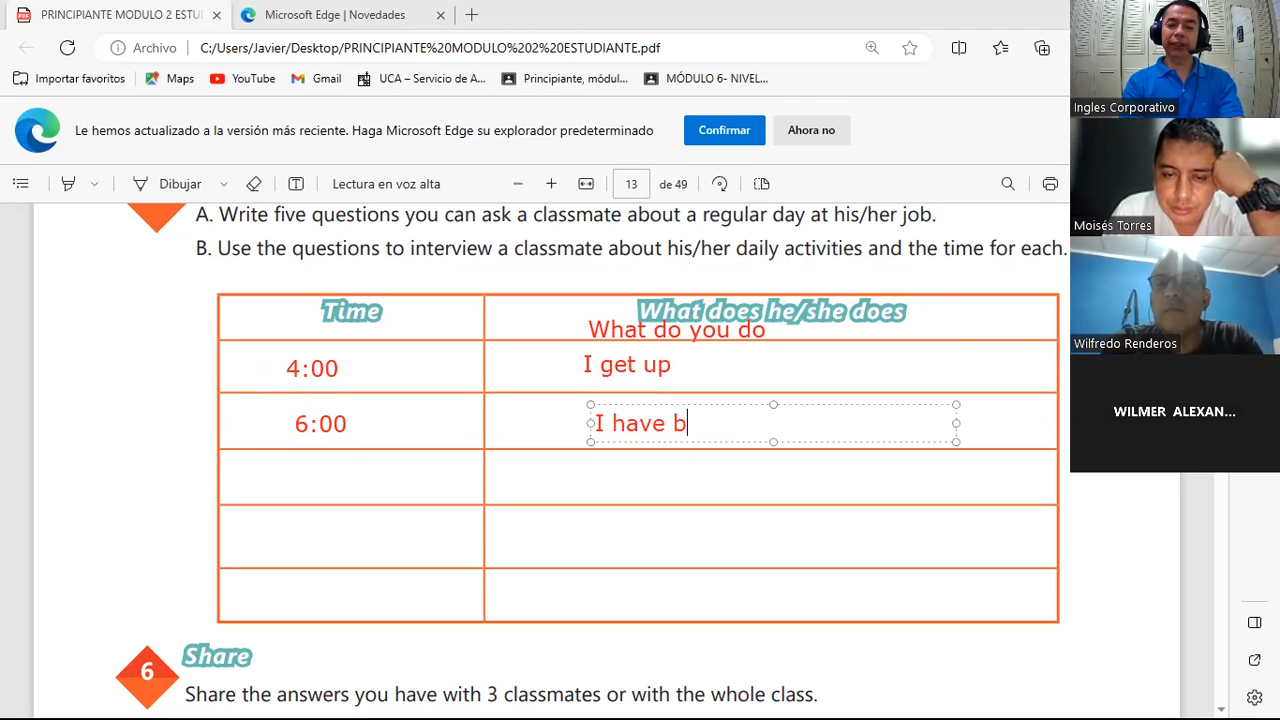 PRINCIPIANTE MODULO 2 ESTU
Microsoft Edge | Novedades
Archivo
C:/Users/Javier/Desktop/PRINCIPIANTE%OMODULO%202%20ESTUDIANTE.pdf
Importar favoritos
Maps
YouTube
Gmail
UCA – Servicio de A...
Principiante, módul...
MÓDULO 6- NIVEL...
Le hemos actualizado a la versión más reciente. Haga Microsoft Edge su explorador predeterminado
Confirmar
Ahora no
Dibujar
Lectura en voz alta
13
de 49
A. Write five questions you can ask a classmate about a regular day at his/her job.
B. Use the questions to interview a classmate about his/her daily activities and the time for each.
Time
What does he/she does
What do you do
4:00
I get up
6:00
I have b
6
Share
Share the answers you have with 3 classmates or with the whole class.
Ingles Corporativo
Moisés Torres
Wilfredo Renderos
WILMER ALEXAN...